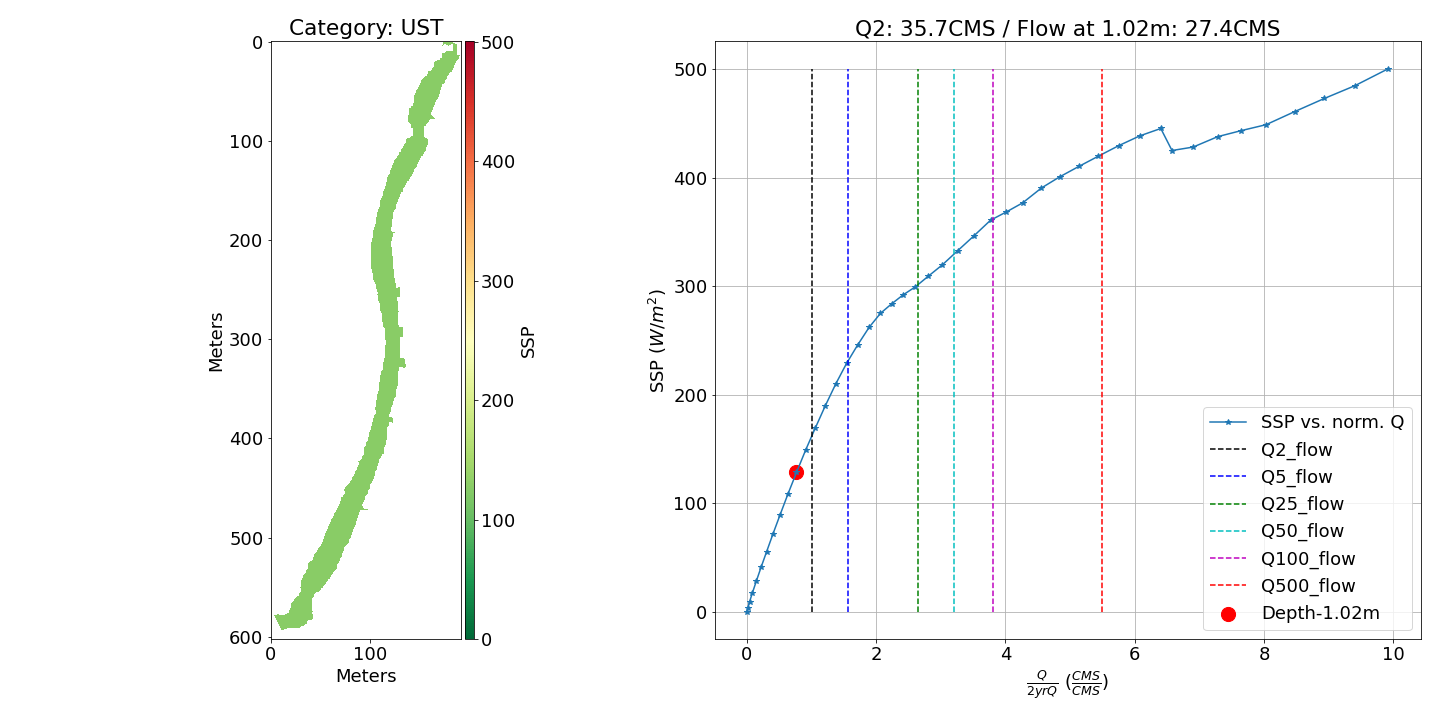 Category: UST
Q2: 35.7CMS / Flow at 1.02m: 27.4CMS
0
100
200
300
400
500
600
Meters
0
100
Meters
500
400
300
200
100
0
SSP
500
400
300
200
100
0
SSP (W/m²)
0
2
4
6
8
10
Q/2yrQ (CMS/CMS)
SSP vs. norm. Q
Q2_flow
Q5_flow
Q25_flow
Q50_flow
Q100_flow
Q500_flow
Depth-1.02m